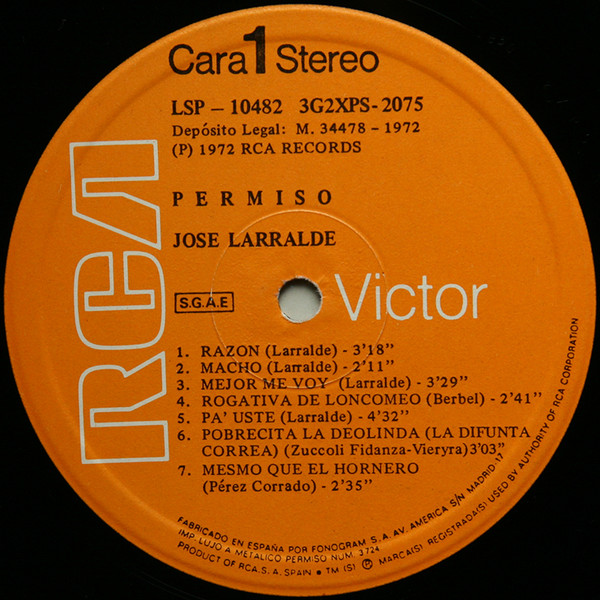 Cara 1 Stereo
LSP – 10482 3G2XPS-2075
Depósito Legal: M. 34478 – 1972
(P) 1972 RCA RECORDS
PERMISO
JOSE LARRALDE
S.G.A.E
RCA
Victor
1. RAZON (Larralde) - 3'18"
2. MACHO (Larralde) - 2'11"
3. MEJOR ME VOY (Larralde) - 3'29"
4. ROGATIVA DE LONCOMEO (Berbel) - 2'41"
5. PA' USTE (Larralde) - 4'32"
6. POBRECITA LA DEOLINDA (LA DIFUNTA
CORREA) (Zuccoli Fidanza-Vieryra) 3'03"
7. MESMO QUE EL HORNERO
(Pérez Corrado) - 2'35"
FABRICADO EN ESPAÑA POR FONOGRAM S.A. AV. AMERICA S/N MADRID-17
IMP. LUJO A METALICO PERMISO NUM. 3724
PRODUCT OF RCA.S.A. SPAIN • TM (S) ® MARCA(S) REGISTRADA(S) USED BY AUTHORITY OF RCA CORPORATION